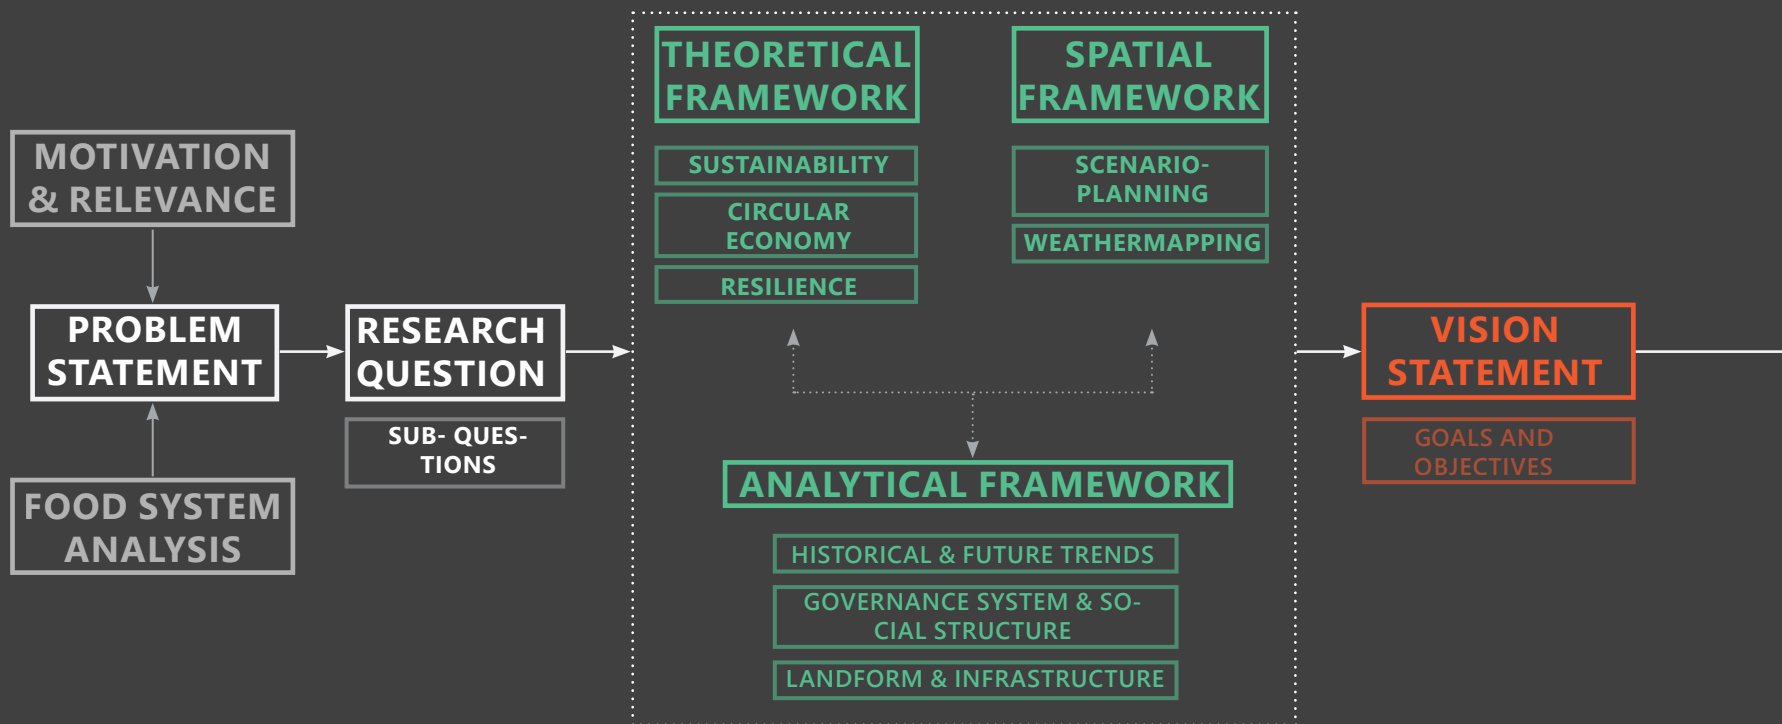 MOTIVATION
& RELEVANCE
PROBLEM
STATEMENT
FOOD SYSTEM
ANALYSIS
RESEARCH
QUESTION
SUB- QUES-
TIONS
THEORETICAL
FRAMEWORK
SUSTAINABILITY
CIRCULAR
ECONOMY
RESILIENCE
SPATIAL
FRAMEWORK
SCENARIO-
PLANNING
WEATHERMAPPING
ANALYTICAL FRAMEWORK
HISTORICAL & FUTURE TRENDS
GOVERNANCE SYSTEM & SO-
CIAL STRUCTURE
LANDFORM & INFRASTRUCTURE
VISION
STATEMENT
GOALS AND
OBJECTIVES